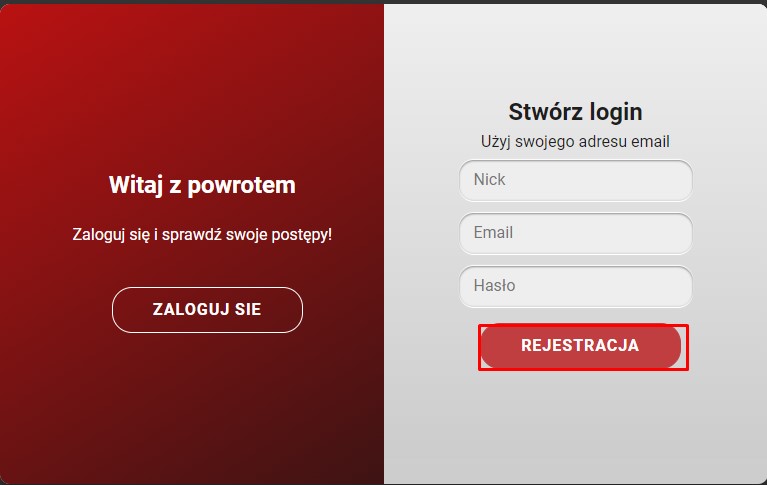 Witaj z powrotem
Zaloguj się i sprawdź swoje postępy!
ZALOGUJ SIE
Stwórz login
Użyj swojego adresu email
Nick
Email
Hasło
REJESTRACJA